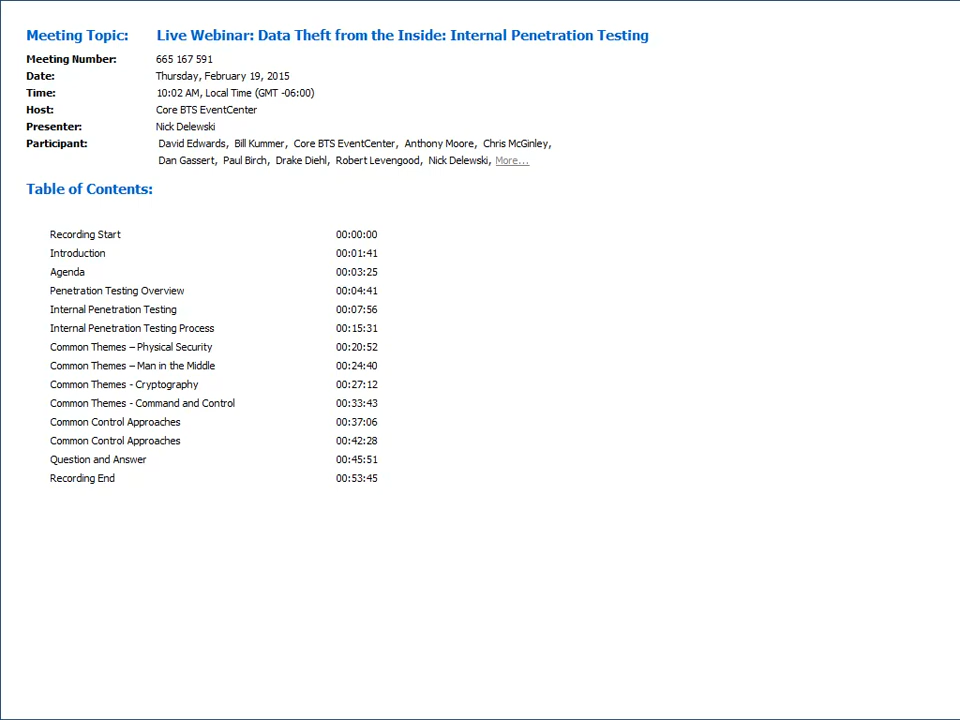 Meeting Topic: Live Webinar: Data Theft from the Inside: Internal Penetration Testing
Meeting Number: 665 167 591
Date: Thursday, February 19, 2015
Time: 10:02 AM, Local Time (GMT -06:00)
Host: Core BTS EventCenter
Presenter: Nick Delewski
Participant: David Edwards, Bill Kummer, Core BTS EventCenter, Anthony Moore, Chris McGinley,
Dan Gassert, Paul Birch, Drake Diehl, Robert Levengood, Nick Delewski, More...
Table of Contents:
Recording Start 00:00:00
Introduction 00:01:41
Agenda 00:03:25
Penetration Testing Overview 00:04:41
Internal Penetration Testing 00:07:56
Internal Penetration Testing Process 00:15:31
Common Themes – Physical Security 00:20:52
Common Themes – Man in the Middle 00:24:40
Common Themes - Cryptography 00:27:12
Common Themes - Command and Control 00:33:43
Common Control Approaches 00:37:06
Common Control Approaches 00:42:28
Question and Answer 00:45:51
Recording End 00:53:45